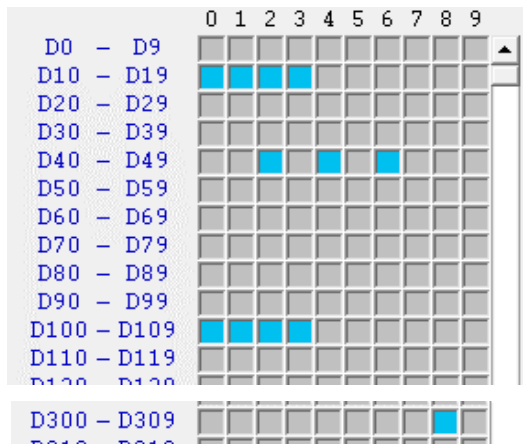 0 1 2 3 4 5 6 7 8 9
D0 – D9
D10 – D19
D20 – D29
D30 – D39
D40 – D49
D50 – D59
D60 – D69
D70 – D79
D80 – D89
D90 – D99
D100 – D109
D110 – D119
D300 – D309